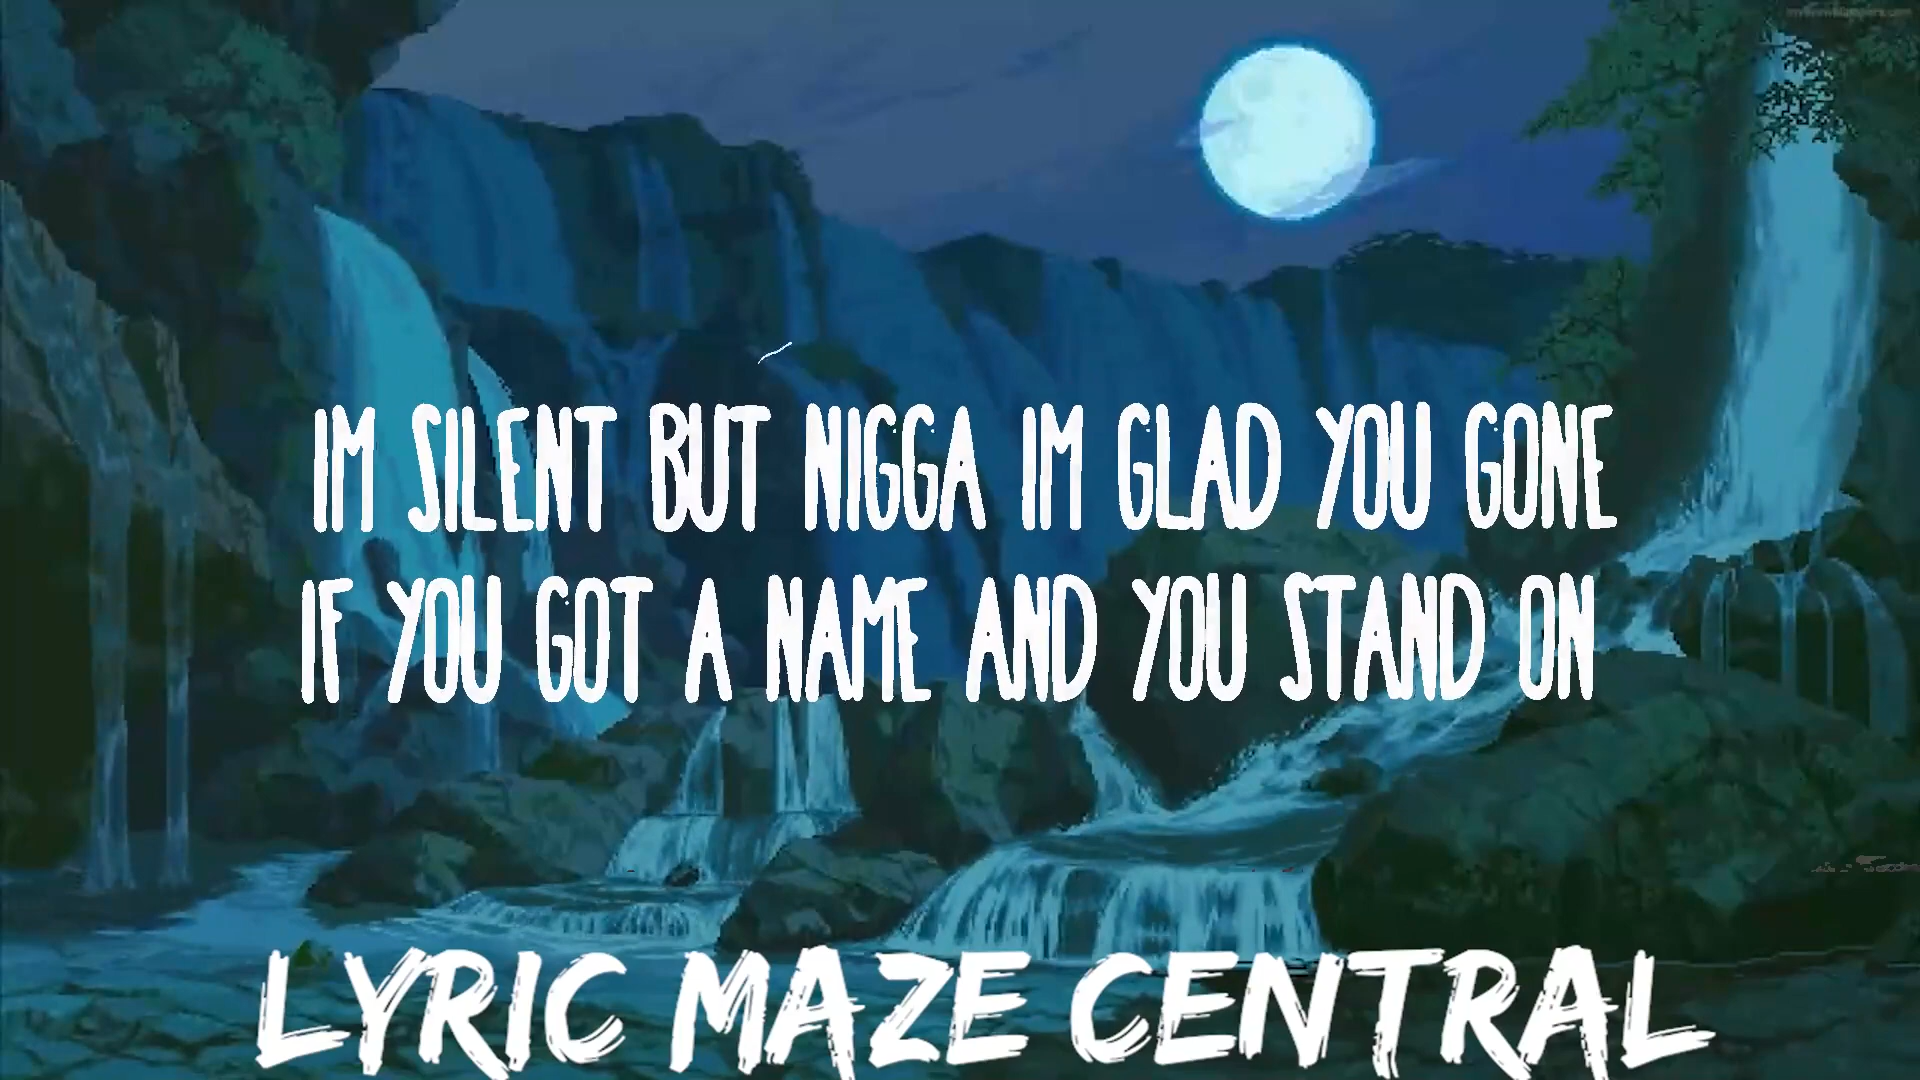 IM SILENT BUT NIGGA IM GLAD YOU GONE
IF YOU GOT A NAME AND YOU STAND ON
LYRIC MAZE CENTRAL